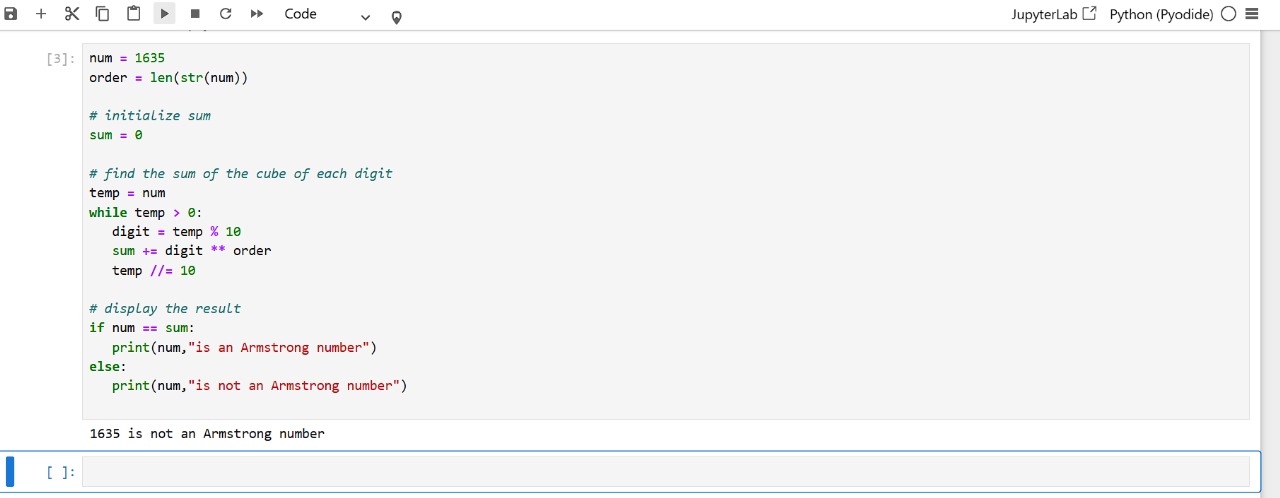 Code
JupyterLab Python (Pyodide)
[3]:
num = 1635
order = len(str(num))
# initialize sum
sum = 0
# find the sum of the cube of each digit
temp = num
while temp > 0:
   digit = temp % 10
   sum += digit ** order
   temp //= 10
# display the result
if num == sum:
   print(num,"is an Armstrong number")
else:
   print(num,"is not an Armstrong number")
1635 is not an Armstrong number
[ ]: